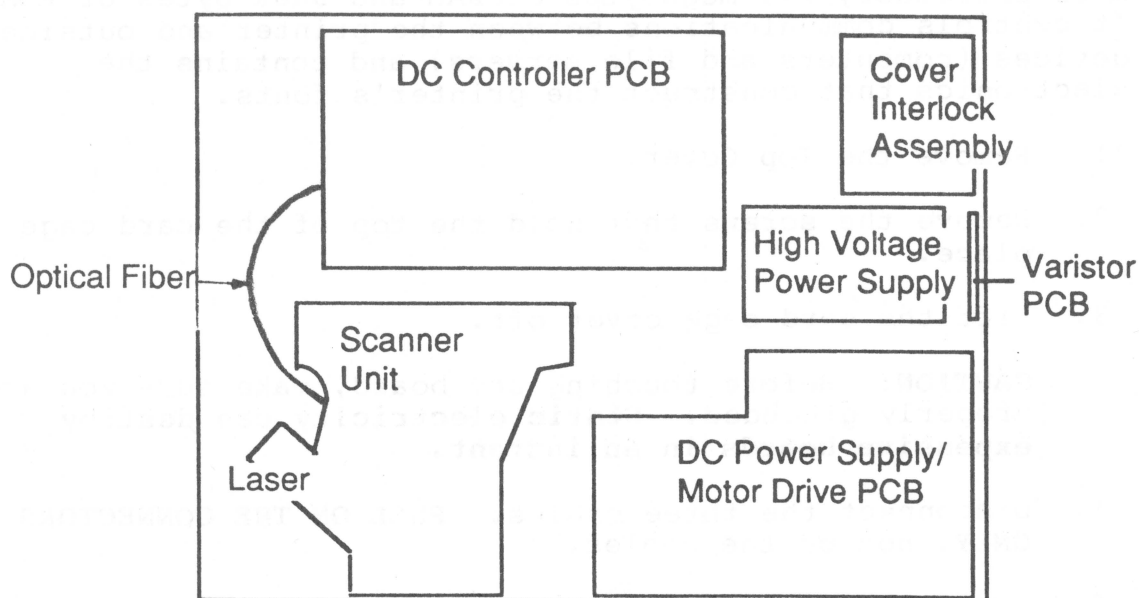 DC Controller PCB
Cover
Interlock
Assembly
Optical Fiber
High Voltage
Power Supply
Varistor
PCB
Scanner
Unit
Laser
DC Power Supply/
Motor Drive PCB